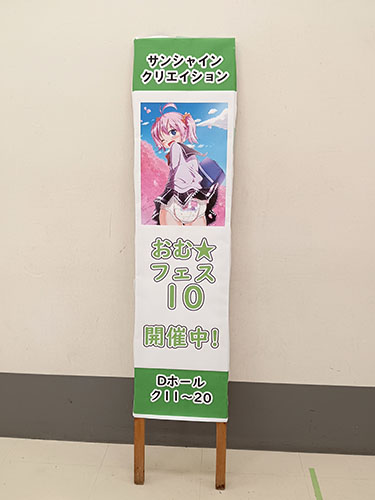 サンシャイン
クリエイション
おむ★
フェス
10
開催中!
Dホール
ク11～20